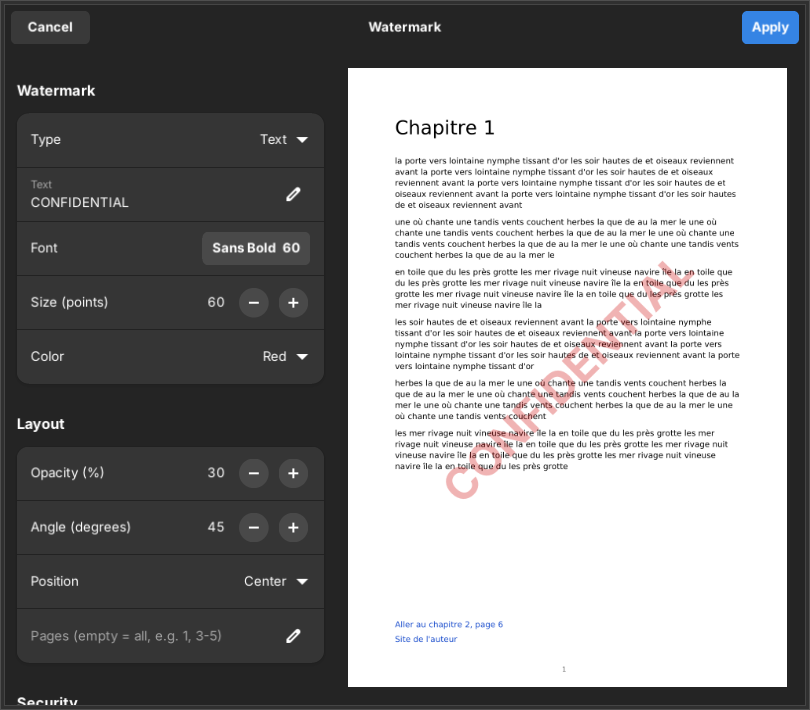 Cancel
Watermark
Apply
Watermark
Type
Text
Text
CONFIDENTIAL
Font
Sans Bold 60
Size (points)
60
Color
Red
Layout
Opacity (%)
30
Angle (degrees)
45
Position
Center
Pages (empty = all, e.g. 1, 3-5)
Security
Chapitre 1
la porte vers lointaine nymphe tissant d'or les soir hautes de et oiseaux reviennent
avant la porte vers lointaine nymphe tissant d'or les soir hautes de et oiseaux
reviennent avant la porte vers lointaine nymphe tissant d'or les soir hautes de et
oiseaux reviennent avant la porte vers lointaine nymphe tissant d'or les soir hautes
de et oiseaux reviennent avant
une où chante une tandis vents couchent herbes la que de au la mer le une où
chante une tandis vents couchent herbes la que de au la mer le une où chante une
tandis vents couchent herbes la que de au la mer le une où chante une tandis vents
couchent herbes la que de au la mer le
en toile que du les près grotte les mer rivage nuit vineuse navire île la en toile que
du les près grotte les mer rivage nuit vineuse navire île la en toile que du les près
grotte les mer rivage nuit vineuse navire île la en toile que du les près grotte les
mer rivage nuit vineuse navire île la
les soir hautes de et oiseaux reviennent avant la porte vers lointaine nymphe
tissant d'or les soir hautes de et oiseaux reviennent avant la porte vers lointaine
nymphe tissant d'or les soir hautes de et oiseaux reviennent avant la porte vers
lointaine nymphe tissant d'or les soir hautes de et oiseaux reviennent avant la porte
vers lointaine nymphe tissant d'or
herbes la que de au la mer le une où chante une tandis vents couchent herbes la
que de au la mer le une où chante une tandis vents couchent herbes la que de au la
mer le une où chante une tandis vents couchent herbes la que de au la mer le une
où chante une tandis vents couchent
les mer rivage nuit vineuse navire île la en toile que du les près grotte les mer
rivage nuit vineuse navire île la en toile que du les près grotte les mer rivage nuit
vineuse navire île la en toile que du les près grotte les mer rivage nuit vineuse
navire île la en toile que du les près grotte
CONFIDENTIAL
Aller au chapitre 2, page 6
Site de l'auteur
1